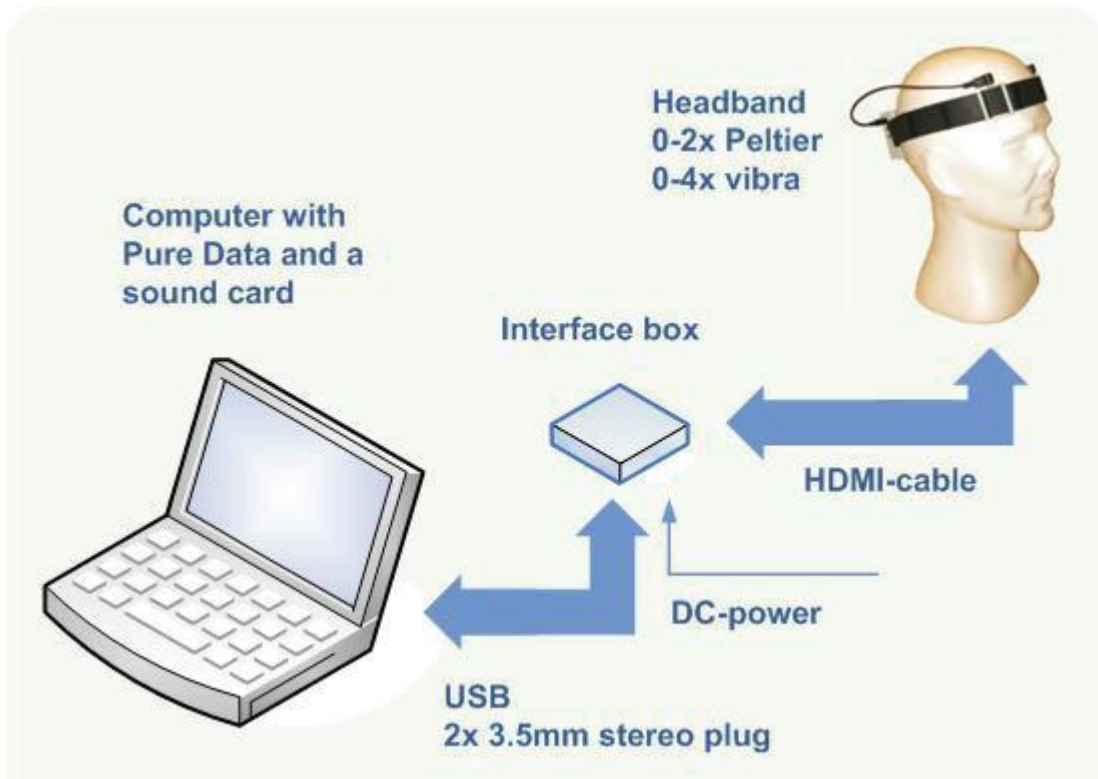 Headband
0-2x Peltier
0-4x vibra
Computer with
Pure Data and a
sound card
Interface box
HDMI-cable
DC-power
USB
2x 3.5mm stereo plug